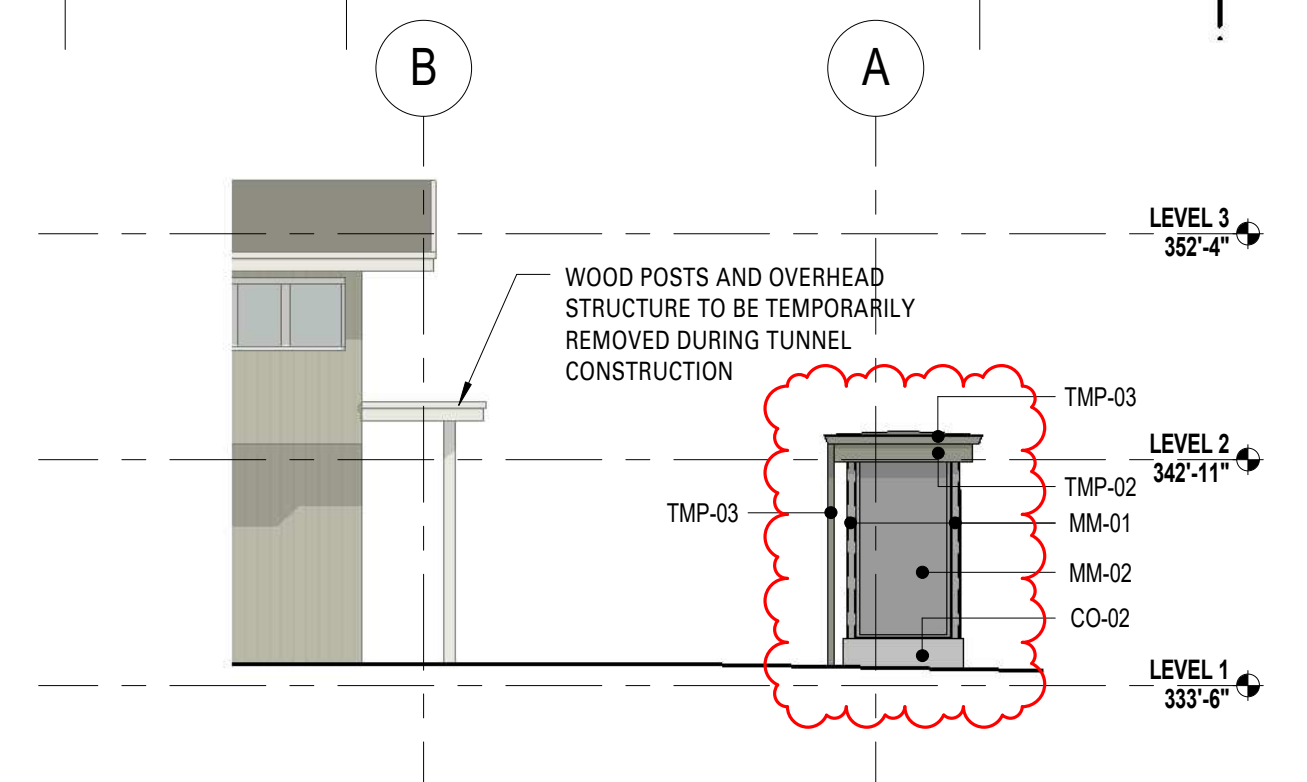 B
A
LEVEL 3
352'-4"
WOOD POSTS AND OVERHEAD
STRUCTURE TO BE TEMPORARILY
REMOVED DURING TUNNEL
CONSTRUCTION
TMP-03
LEVEL 2
342'-11"
TMP-02
TMP-03
MM-01
MM-02
CO-02
LEVEL 1
333'-6"